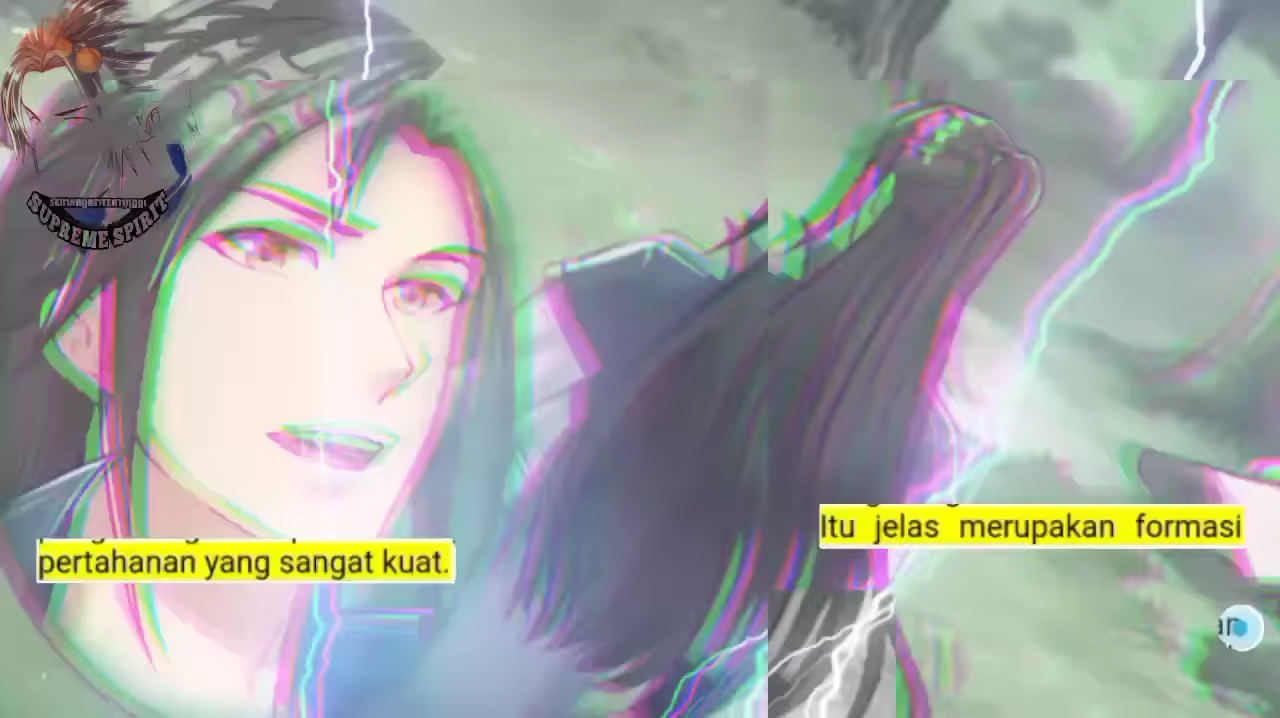 SUPREME SPIRIT
Itu jelas merupakan formasi
pertahanan yang sangat kuat.